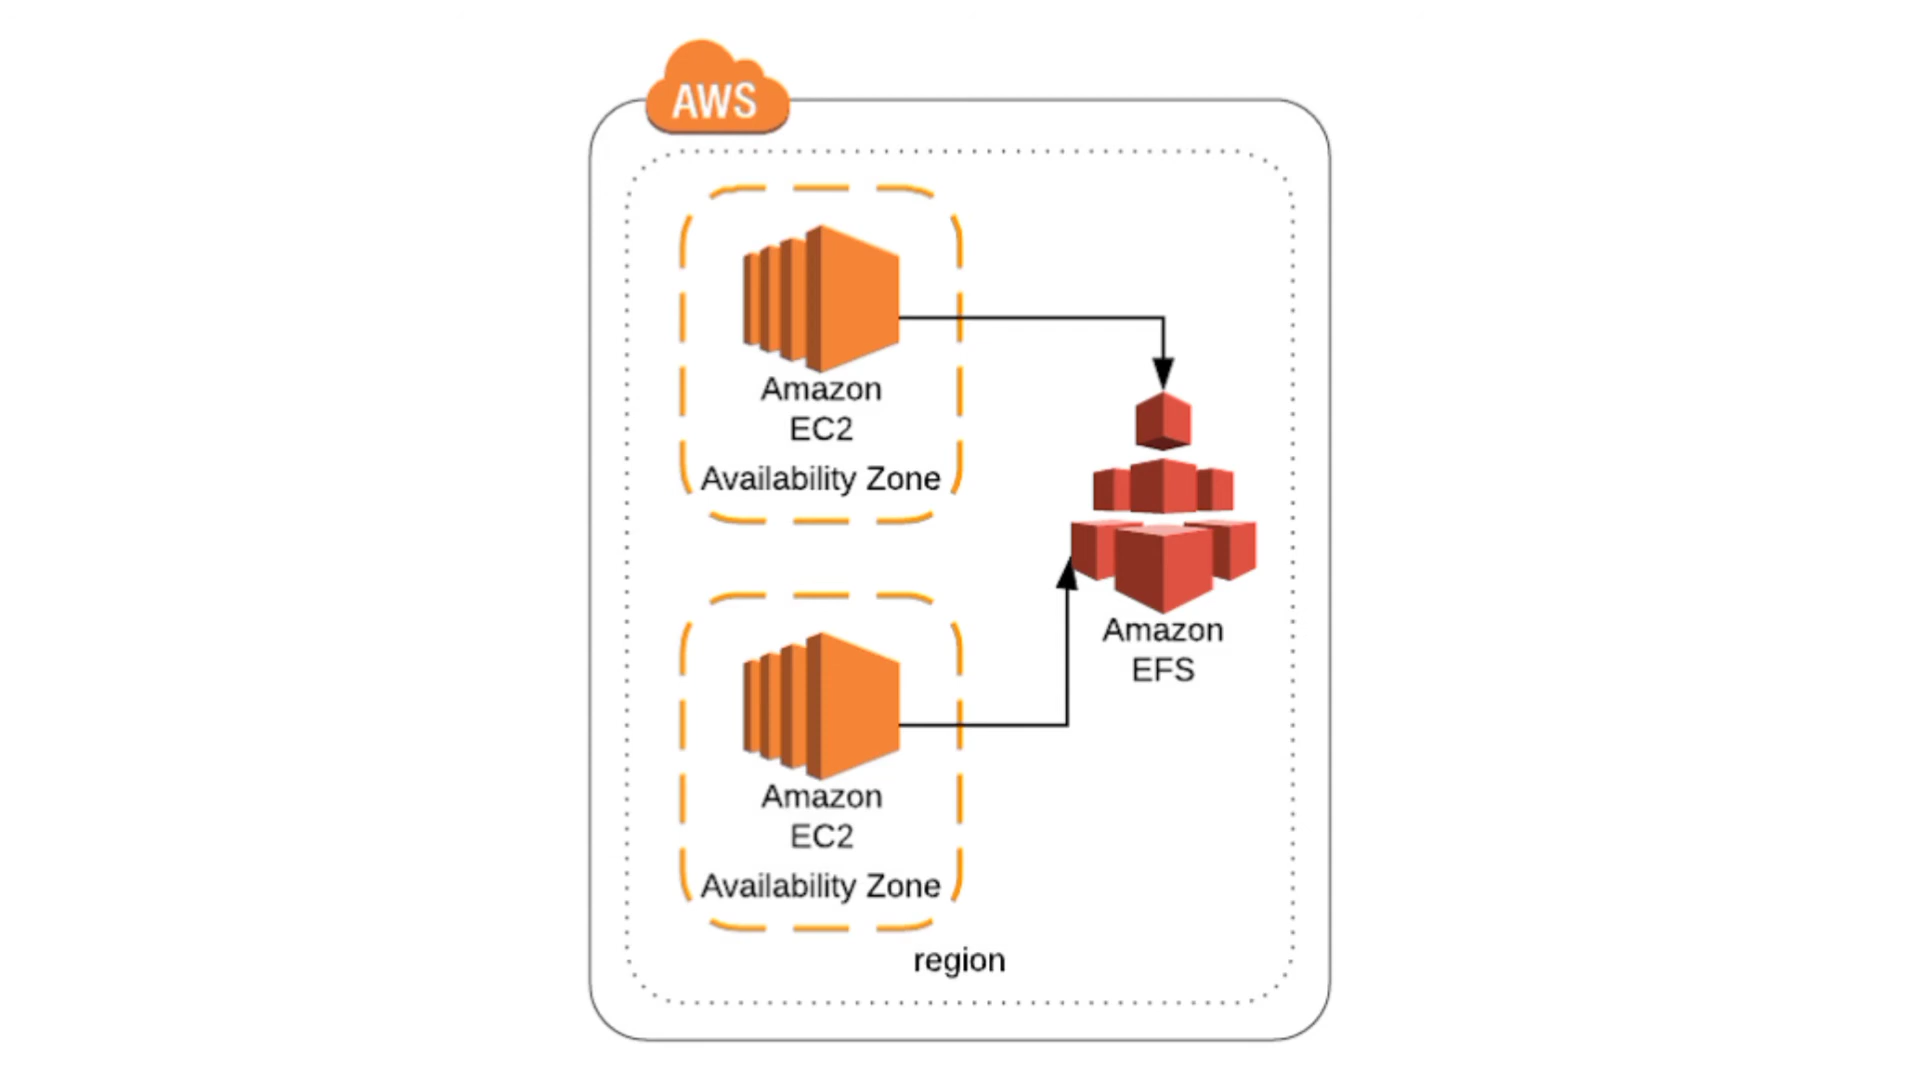 AWS
Amazon
EC2
Availability Zone
Amazon
EFS
Amazon
EC2
Availability Zone
region